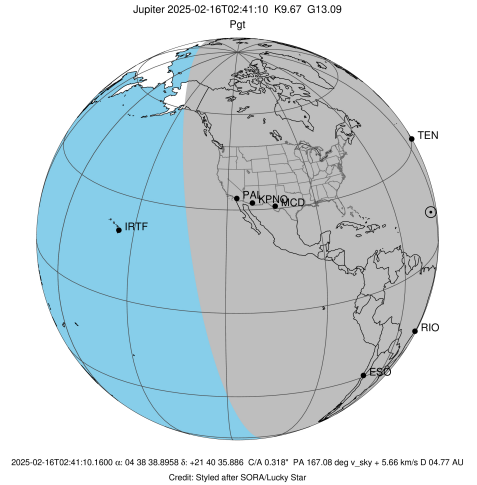 Jupiter 2025-02-16T02:41:10 K9.67 G13.09
Pgt
TEN
PAL KPNO MCD
IRTF
RIO
ESO
2025-02-16T02:41:10.1600 α: 04 38 38.8958 δ: +21 40 35.886 C/A 0.318" PA 167.08 deg v_sky + 5.66 km/s D 04.77 AU
Credit: Styled after SORA/Lucky Star